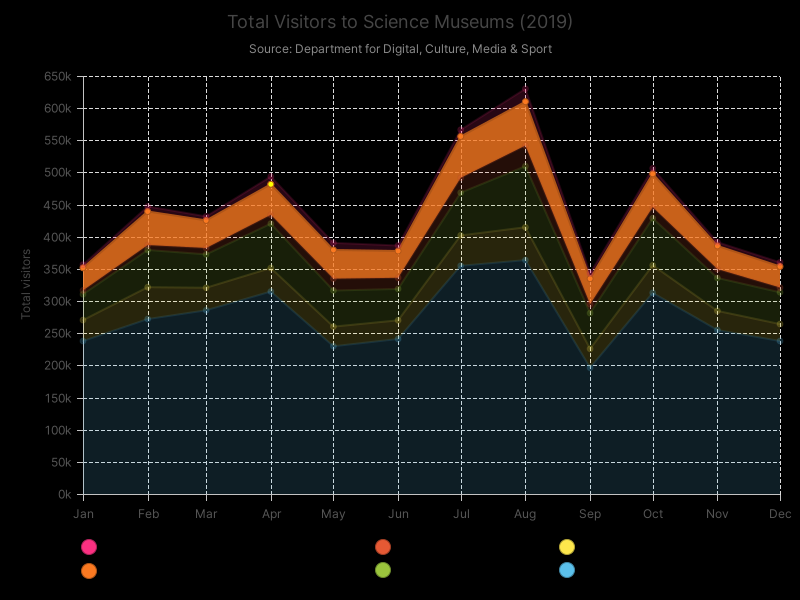 Total Visitors to Science Museums (2019)
Source: Department for Digital, Culture, Media & Sport
650k
600k
550k
500k
450k
400k
350k
300k
250k
200k
150k
100k
50k
0k
Total visitors
Jan Feb Mar Apr May Jun Jul Aug Sep Oct Nov Dec